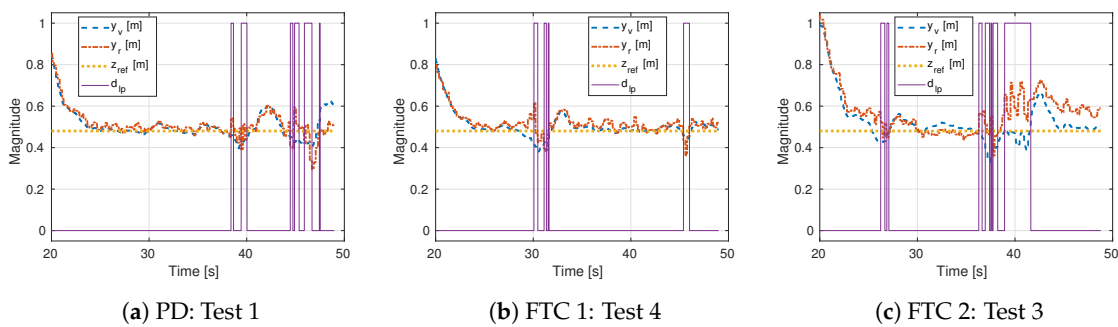 1
0.8
0.6
0.4
0.2
0
Magnitude
20 30 40 50
Time [s]
y_v [m]
y_r [m]
z_ref [m]
d_lp
(a) PD: Test 1
1
0.8
0.6
0.4
0.2
0
Magnitude
20 30 40 50
Time [s]
y_v [m]
y_r [m]
z_ref [m]
d_lp
(b) FTC 1: Test 4
1
0.8
0.6
0.4
0.2
0
Magnitude
20 30 40 50
Time [s]
y_v [m]
y_r [m]
z_ref [m]
d_lp
(c) FTC 2: Test 3